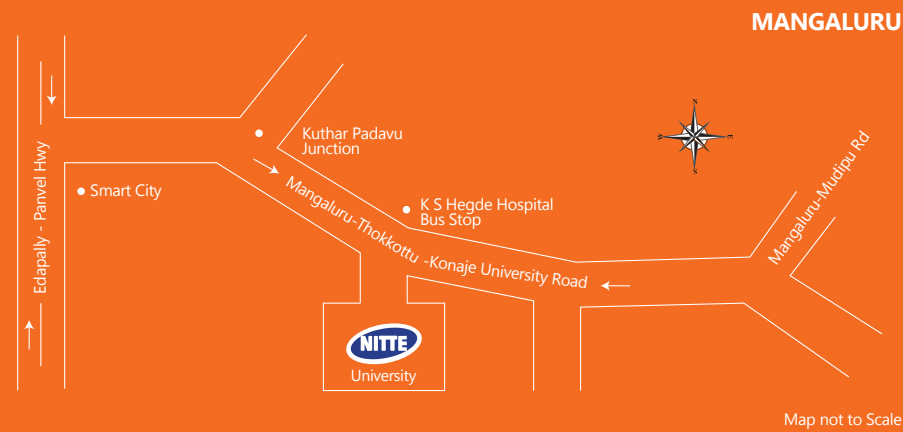 MANGALURU
N
W
E
S
Kuthar Padavu
Junction
Edapally - Panvel Hwy
Smart City
Mangaluru-Thokkottu -Konaje University Road
K S Hegde Hospital
Bus Stop
Mangaluru-Mudipu Rd
NITTE
University
Map not to Scale